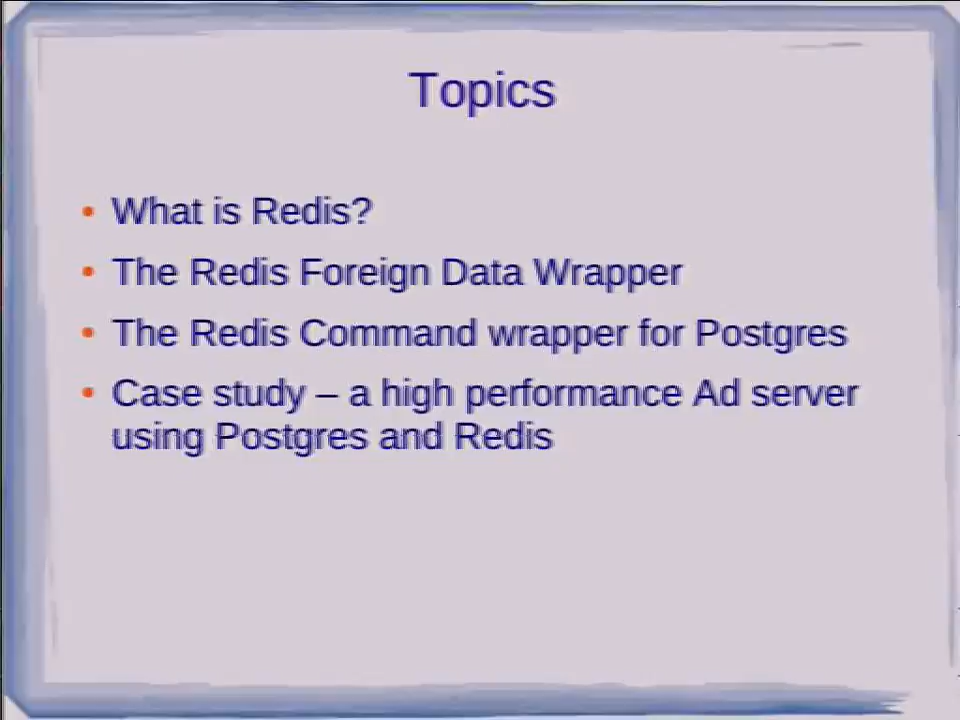 Topics
• What is Redis?
• The Redis Foreign Data Wrapper
• The Redis Command wrapper for Postgres
• Case study – a high performance Ad server
using Postgres and Redis